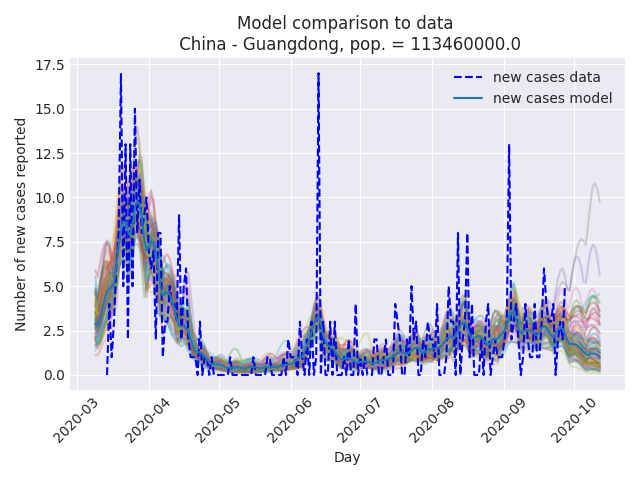 Model comparison to data
China - Guangdong, pop. = 113460000.0
new cases data
new cases model
Number of new cases reported
17.5
15.0
12.5
10.0
7.5
5.0
2.5
0.0
2020-03
2020-04
2020-05
2020-06
2020-07
2020-08
2020-09
2020-10
Day